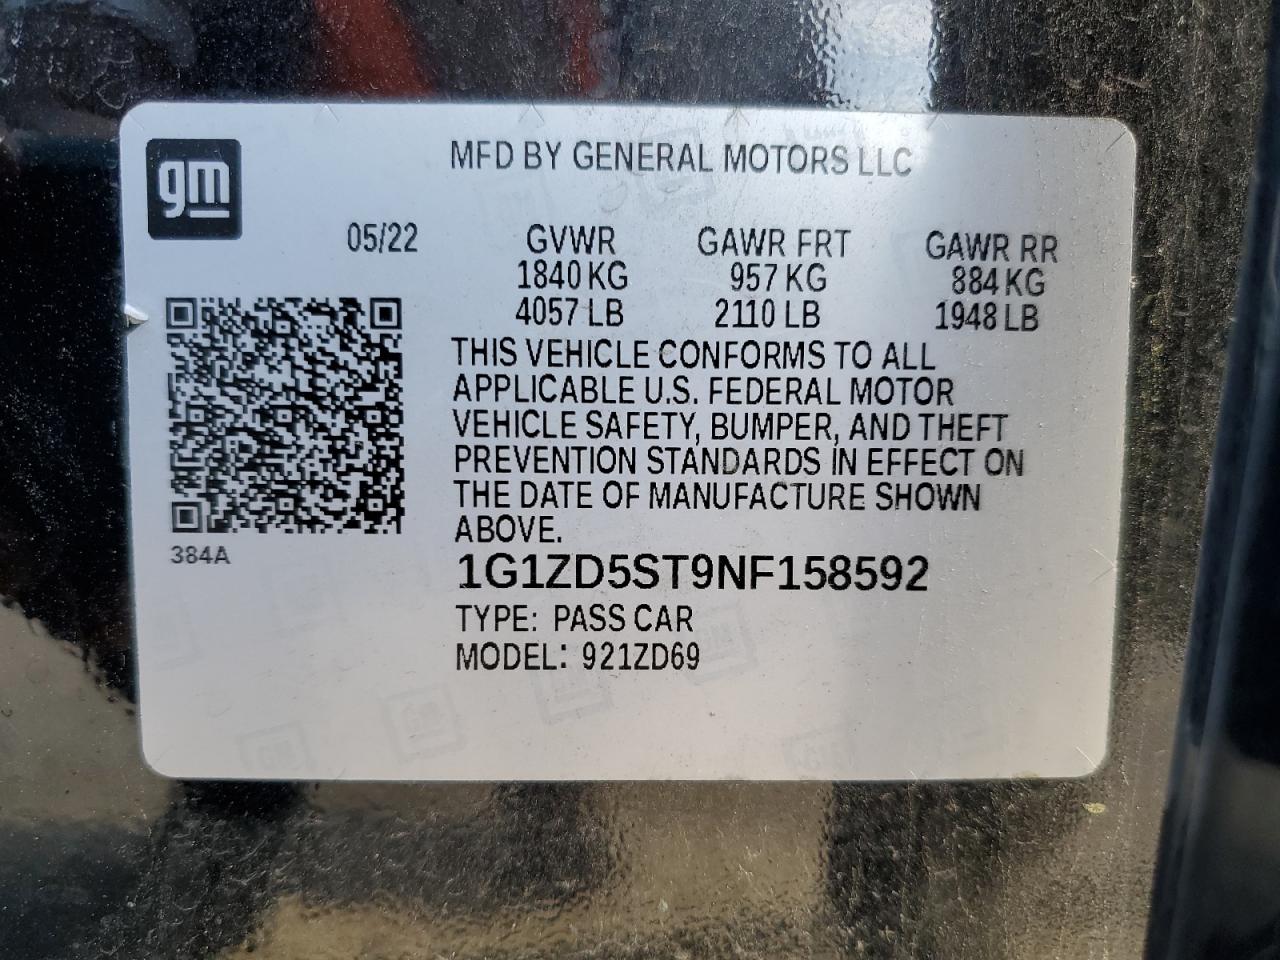 gm
MFD BY GENERAL MOTORS LLC
05/22 GVWR GAWR FRT GAWR RR
1840 KG 957 KG 884 KG
4057 LB 2110 LB 1948 LB
THIS VEHICLE CONFORMS TO ALL
APPLICABLE U.S. FEDERAL MOTOR
VEHICLE SAFETY, BUMPER, AND THEFT
PREVENTION STANDARDS IN EFFECT ON
THE DATE OF MANUFACTURE SHOWN
ABOVE.
384A
1G1ZD5ST9NF158592
TYPE: PASS CAR
MODEL: 921ZD69